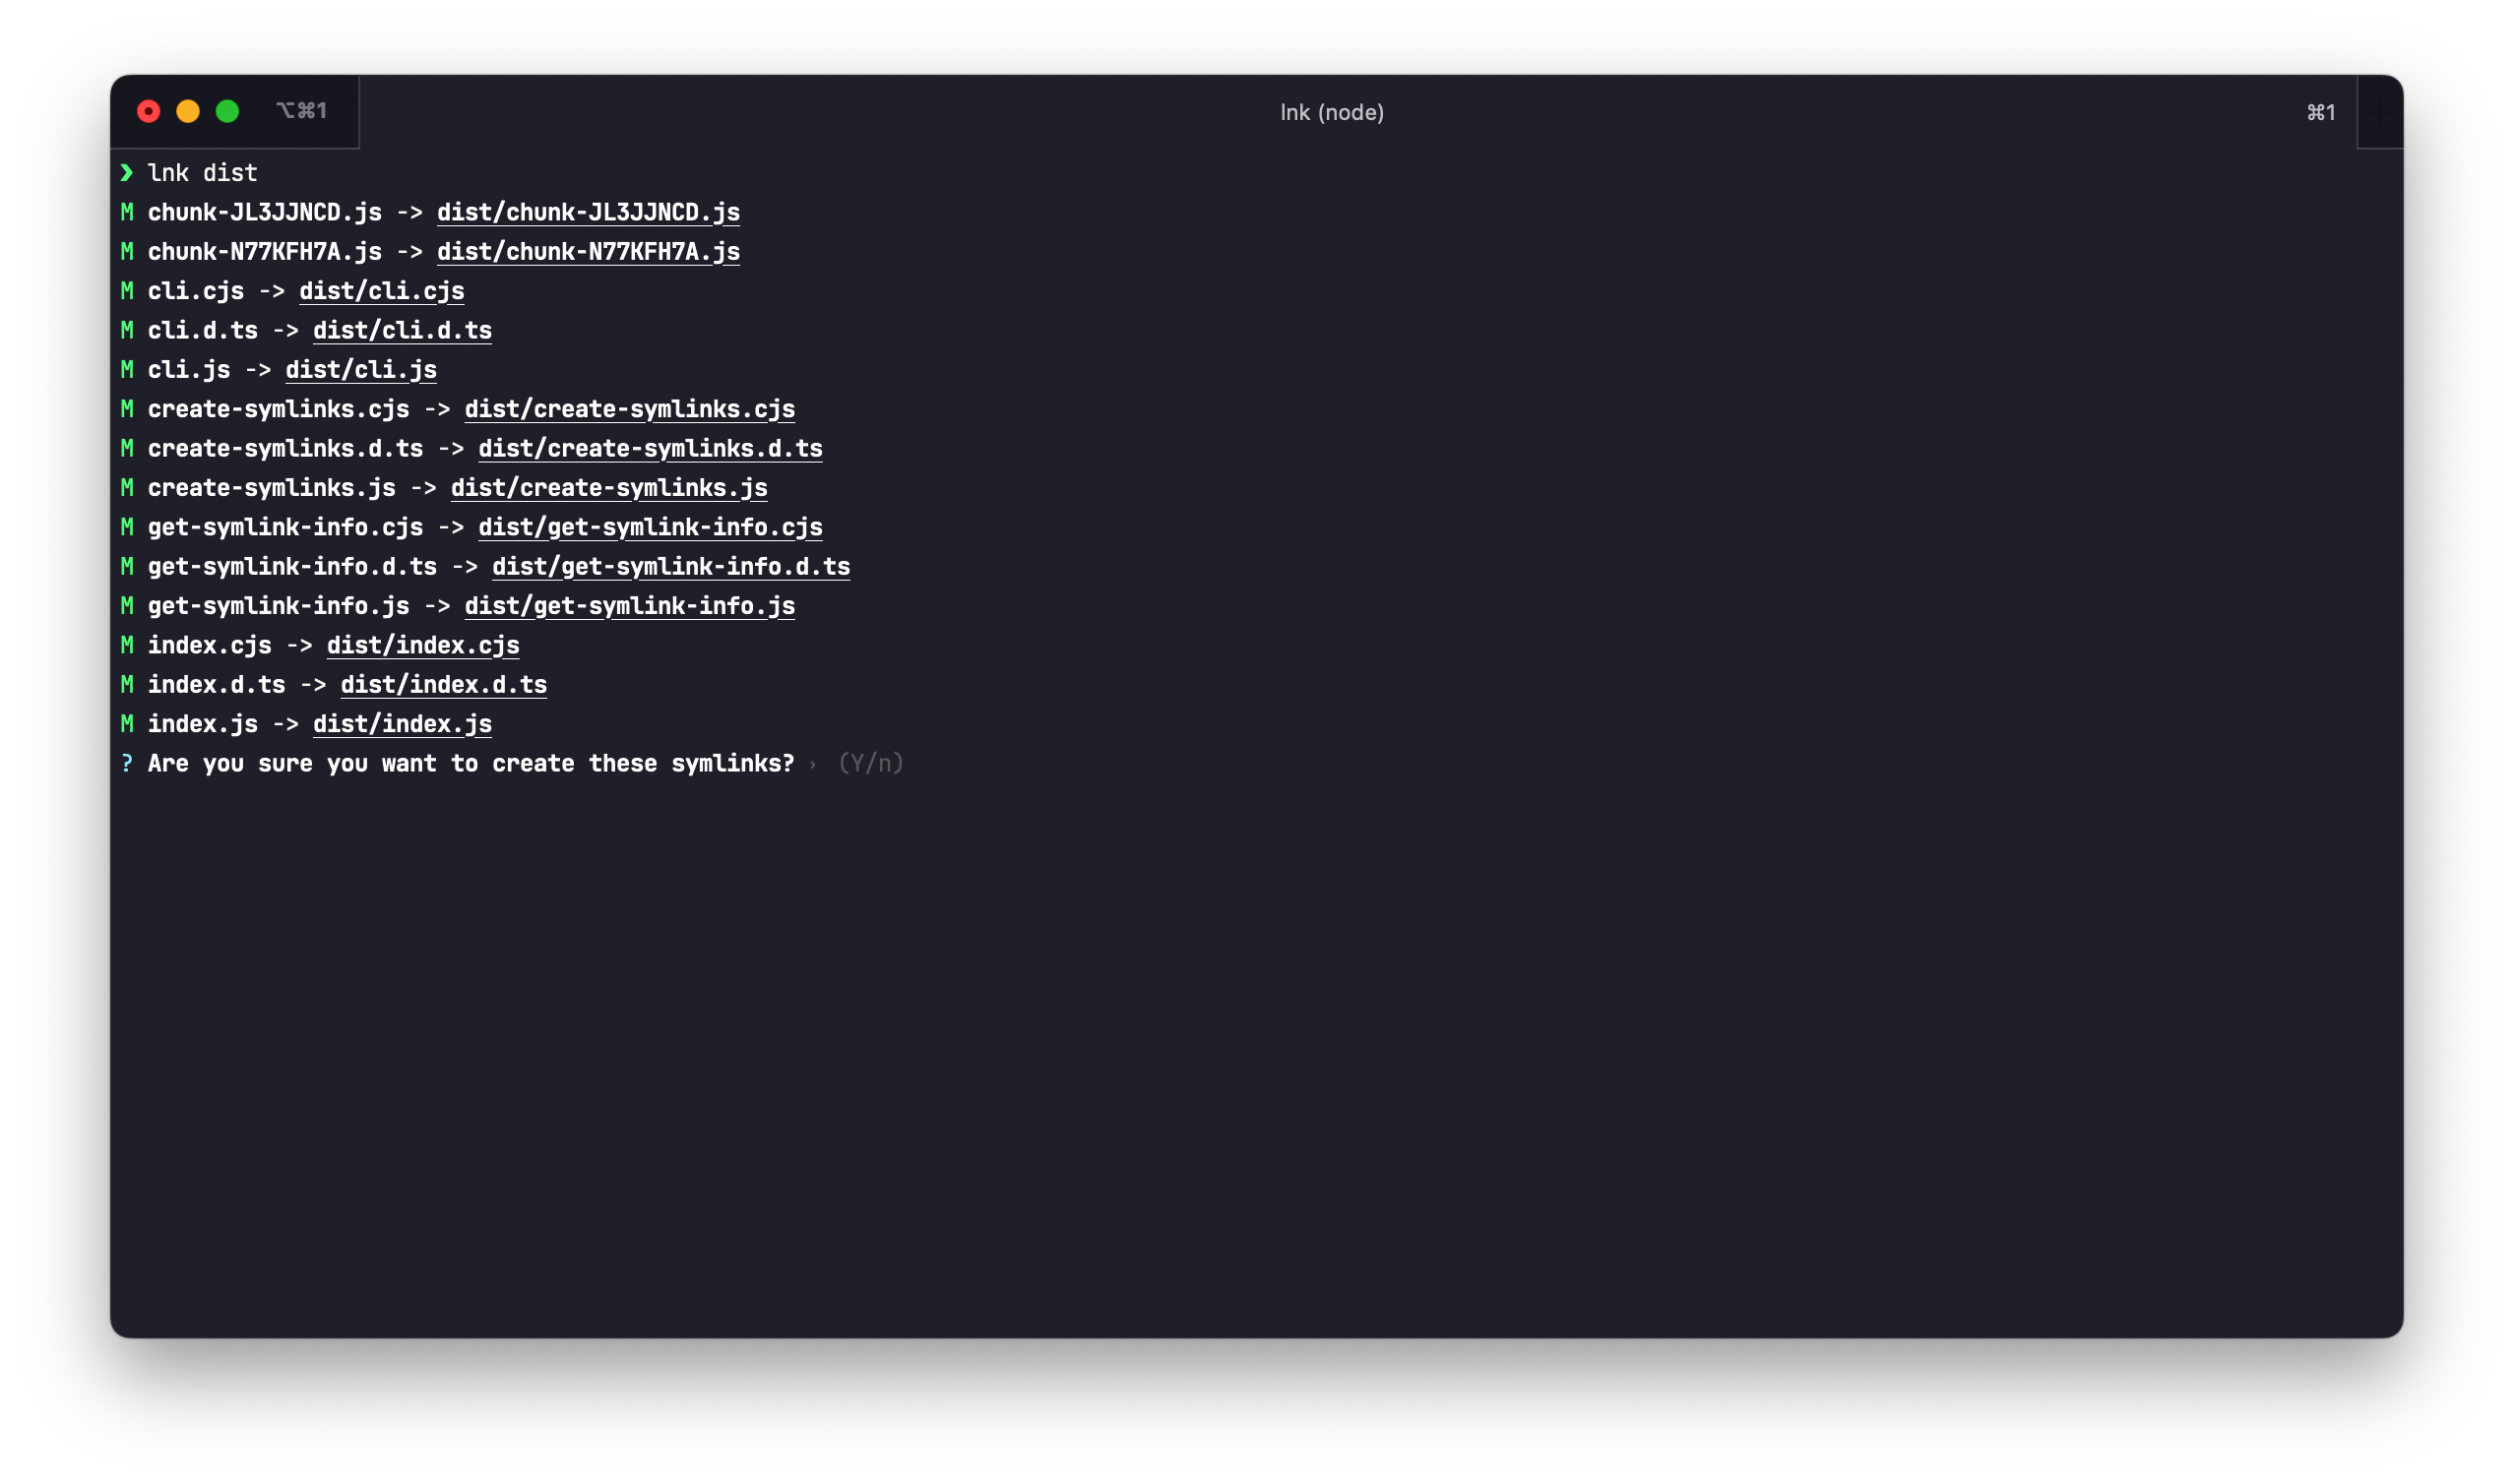 ⌥⌘1 lnk (node) ⌘1
❯ lnk dist
M chunk-JL3JJNCD.js -> dist/chunk-JL3JJNCD.js
M chunk-N77KFH7A.js -> dist/chunk-N77KFH7A.js
M cli.cjs -> dist/cli.cjs
M cli.d.ts -> dist/cli.d.ts
M cli.js -> dist/cli.js
M create-symlinks.cjs -> dist/create-symlinks.cjs
M create-symlinks.d.ts -> dist/create-symlinks.d.ts
M create-symlinks.js -> dist/create-symlinks.js
M get-symlink-info.cjs -> dist/get-symlink-info.cjs
M get-symlink-info.d.ts -> dist/get-symlink-info.d.ts
M get-symlink-info.js -> dist/get-symlink-info.js
M index.cjs -> dist/index.cjs
M index.d.ts -> dist/index.d.ts
M index.js -> dist/index.js
? Are you sure you want to create these symlinks? › (Y/n)